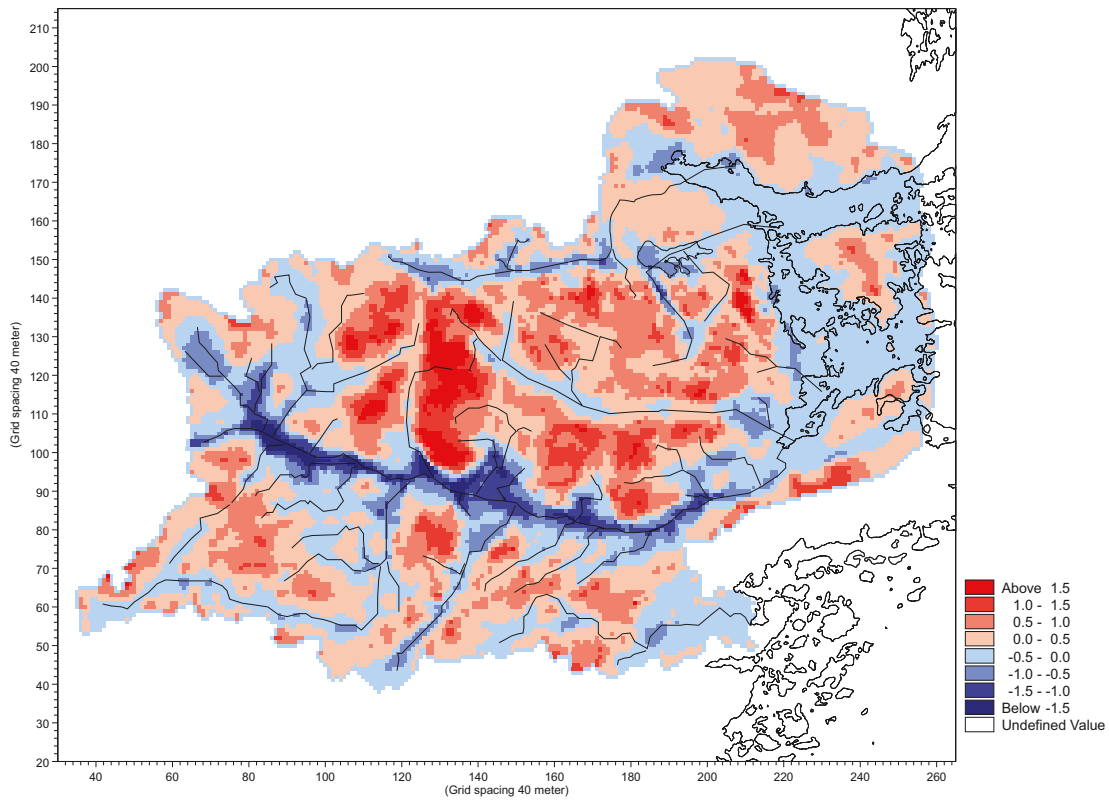 (Grid spacing 40 meter)
210
200
190
180
170
160
150
140
130
120
110
100
90
80
70
60
50
40
30
20
40 60 80 100 120 140 160 180 200 220 240 260
(Grid spacing 40 meter)
Above 1.5
1.0 - 1.5
0.5 - 1.0
0.0 - 0.5
-0.5 - 0.0
-1.0 - -0.5
-1.5 - -1.0
Below -1.5
Undefined Value